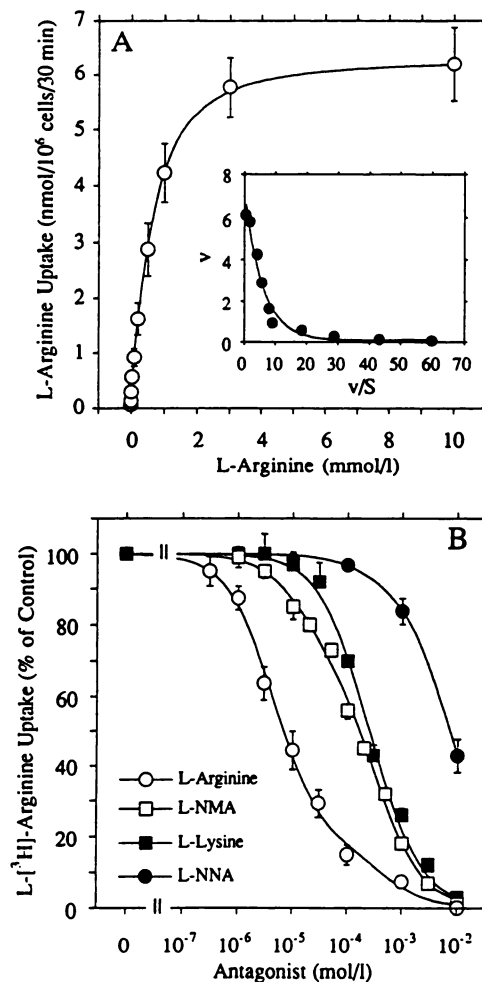 A
L-Arginine Uptake (nmol/10⁶ cells/30 min)
7
6
5
4
3
2
1
0
0 2 4 6 8 10
L-Arginine (mmol/l)
v
8
6
4
2
0
0 10 20 30 40 50 60 70
v/S
B
L-[³H]-Arginine Uptake (% of Control)
100
80
60
40
20
0
L-Arginine
L-NMA
L-Lysine
L-NNA
0 10⁻⁷ 10⁻⁶ 10⁻⁵ 10⁻⁴ 10⁻³ 10⁻²
Antagonist (mol/l)